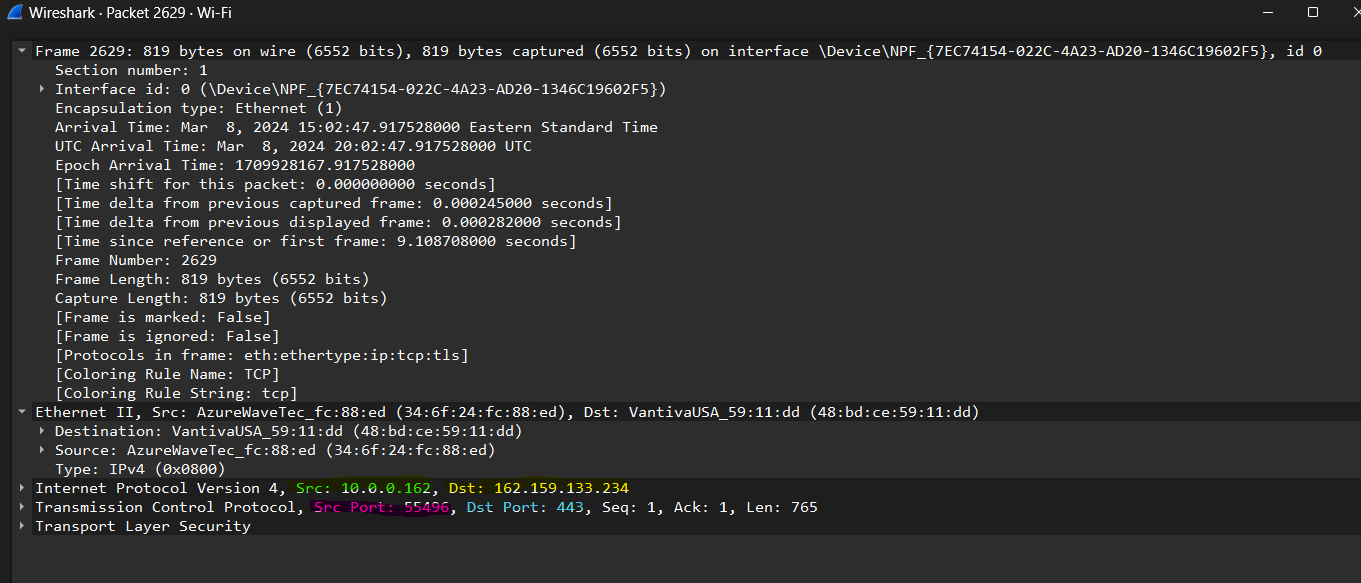 Wireshark · Packet 2629 · Wi-Fi
Frame 2629: 819 bytes on wire (6552 bits), 819 bytes captured (6552 bits) on interface \Device\NPF_{7EC74154-022C-4A23-AD20-1346C19602F5}, id 0
Section number: 1
Interface id: 0 (\Device\NPF_{7EC74154-022C-4A23-AD20-1346C19602F5})
Encapsulation type: Ethernet (1)
Arrival Time: Mar  8, 2024 15:02:47.917528000 Eastern Standard Time
UTC Arrival Time: Mar  8, 2024 20:02:47.917528000 UTC
Epoch Arrival Time: 1709928167.917528000
[Time shift for this packet: 0.000000000 seconds]
[Time delta from previous captured frame: 0.000245000 seconds]
[Time delta from previous displayed frame: 0.000282000 seconds]
[Time since reference or first frame: 9.108708000 seconds]
Frame Number: 2629
Frame Length: 819 bytes (6552 bits)
Capture Length: 819 bytes (6552 bits)
[Frame is marked: False]
[Frame is ignored: False]
[Protocols in frame: eth:ethertype:ip:tcp:tls]
[Coloring Rule Name: TCP]
[Coloring Rule String: tcp]
Ethernet II, Src: AzureWaveTec_fc:88:ed (34:6f:24:fc:88:ed), Dst: VantivaUSA_59:11:dd (48:bd:ce:59:11:dd)
Destination: VantivaUSA_59:11:dd (48:bd:ce:59:11:dd)
Source: AzureWaveTec_fc:88:ed (34:6f:24:fc:88:ed)
Type: IPv4 (0x0800)
Internet Protocol Version 4, Src: 10.0.0.162, Dst: 162.159.133.234
Transmission Control Protocol, Src Port: 55496, Dst Port: 443, Seq: 1, Ack: 1, Len: 765
Transport Layer Security